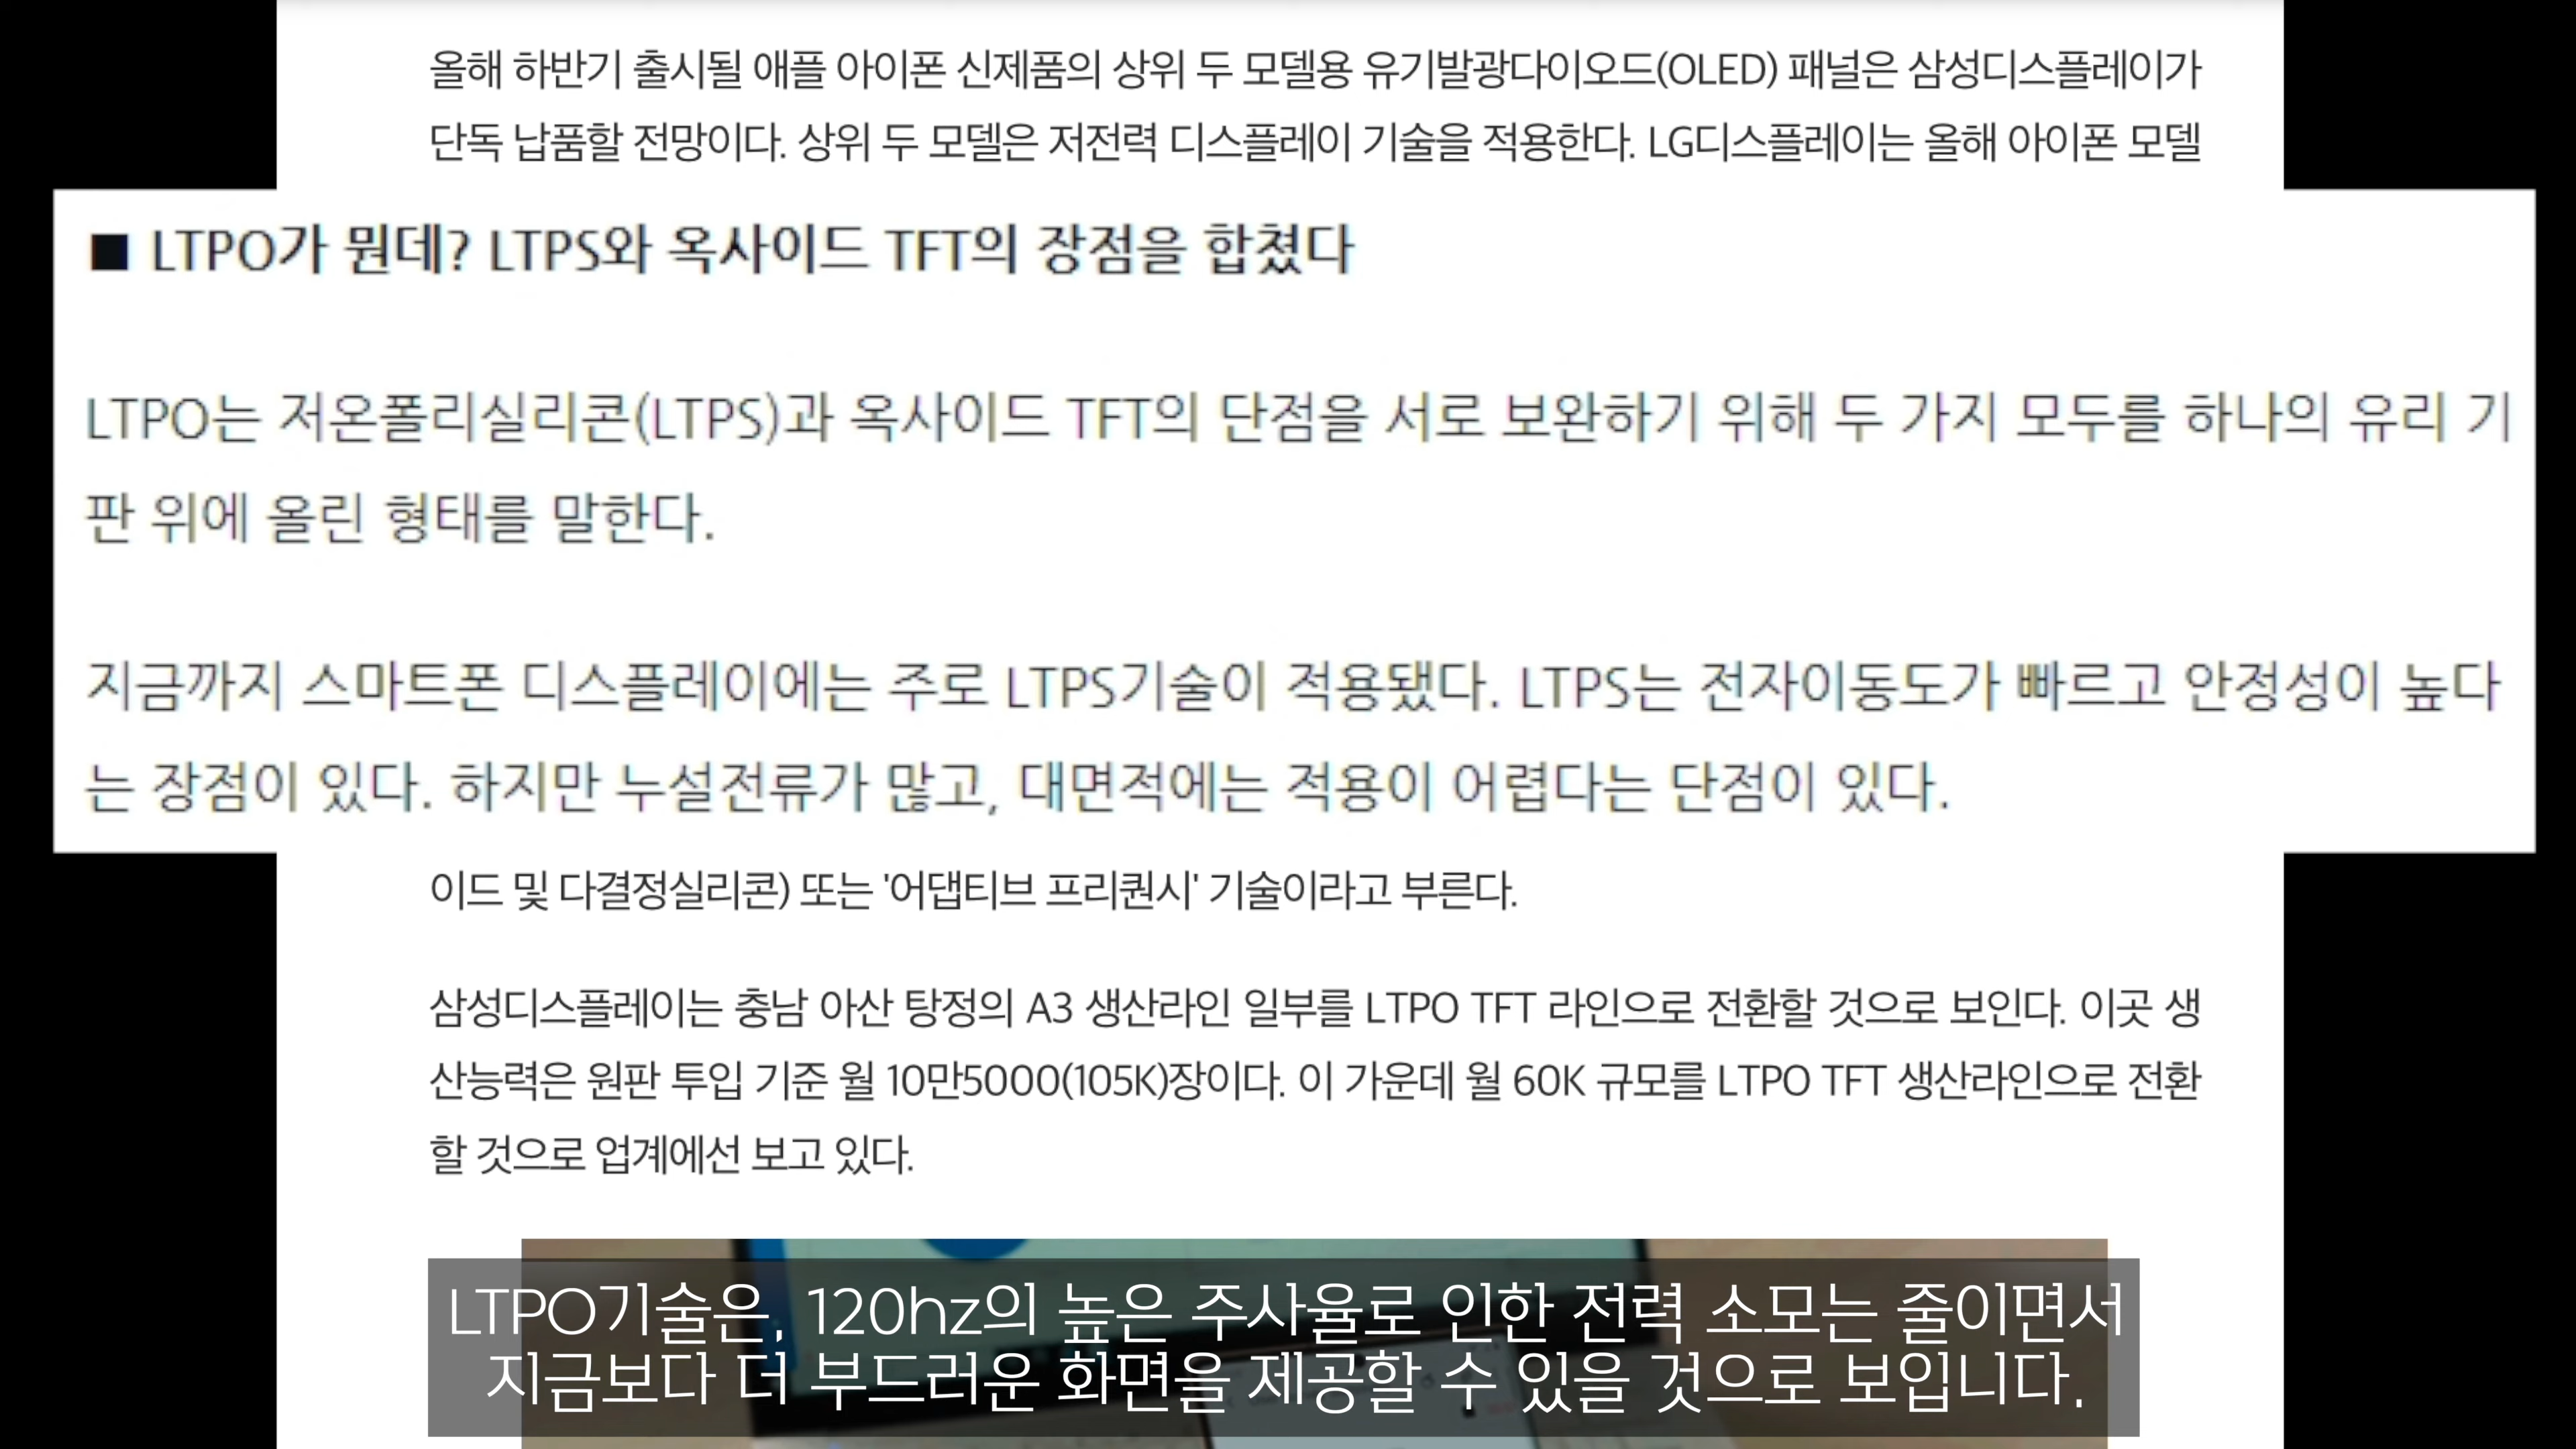 올해 하반기 출시될 애플 아이폰 신제품의 상위 두 모델용 유기발광다이오드(OLED) 패널은 삼성디스플레이가
단독 납품할 전망이다. 상위 두 모델은 저전력 디스플레이 기술을 적용한다. LG디스플레이는 올해 아이폰 모델
■ LTPO가 뭔데? LTPS와 옥사이드 TFT의 장점을 합쳤다
LTPO는 저온폴리실리콘(LTPS)과 옥사이드 TFT의 단점을 서로 보완하기 위해 두 가지 모두를 하나의 유리 기
판 위에 올린 형태를 말한다.
지금까지 스마트폰 디스플레이에는 주로 LTPS기술이 적용됐다. LTPS는 전자이동도가 빠르고 안정성이 높다
는 장점이 있다. 하지만 누설전류가 많고, 대면적에는 적용이 어렵다는 단점이 있다.
이드 및 다결정실리콘) 또는 '어댑티브 프리퀀시' 기술이라고 부른다.
삼성디스플레이는 충남 아산 탕정의 A3 생산라인 일부를 LTPO TFT 라인으로 전환할 것으로 보인다. 이곳 생
산능력은 원판 투입 기준 월 10만5000(105K)장이다. 이 가운데 월 60K 규모를 LTPO TFT 생산라인으로 전환
할 것으로 업계에선 보고 있다.
LTPO기술은, 120hz의 높은 주사율로 인한 전력 소모는 줄이면서
지금보다 더 부드러운 화면을 제공할 수 있을 것으로 보입니다.